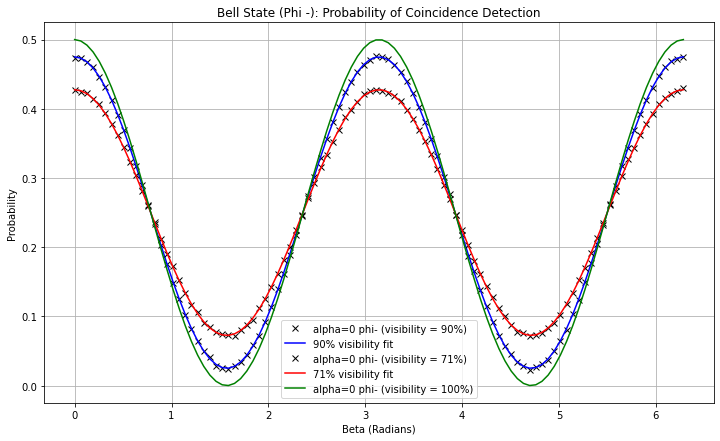 Bell State (Phi -): Probability of Coincidence Detection
0.5
0.4
0.3
0.2
0.1
0.0
Probability
alpha=0 phi- (visibility = 90%)
90% visibility fit
alpha=0 phi- (visibility = 71%)
71% visibility fit
alpha=0 phi- (visibility = 100%)
0 1 2 3 4 5 6
Beta (Radians)